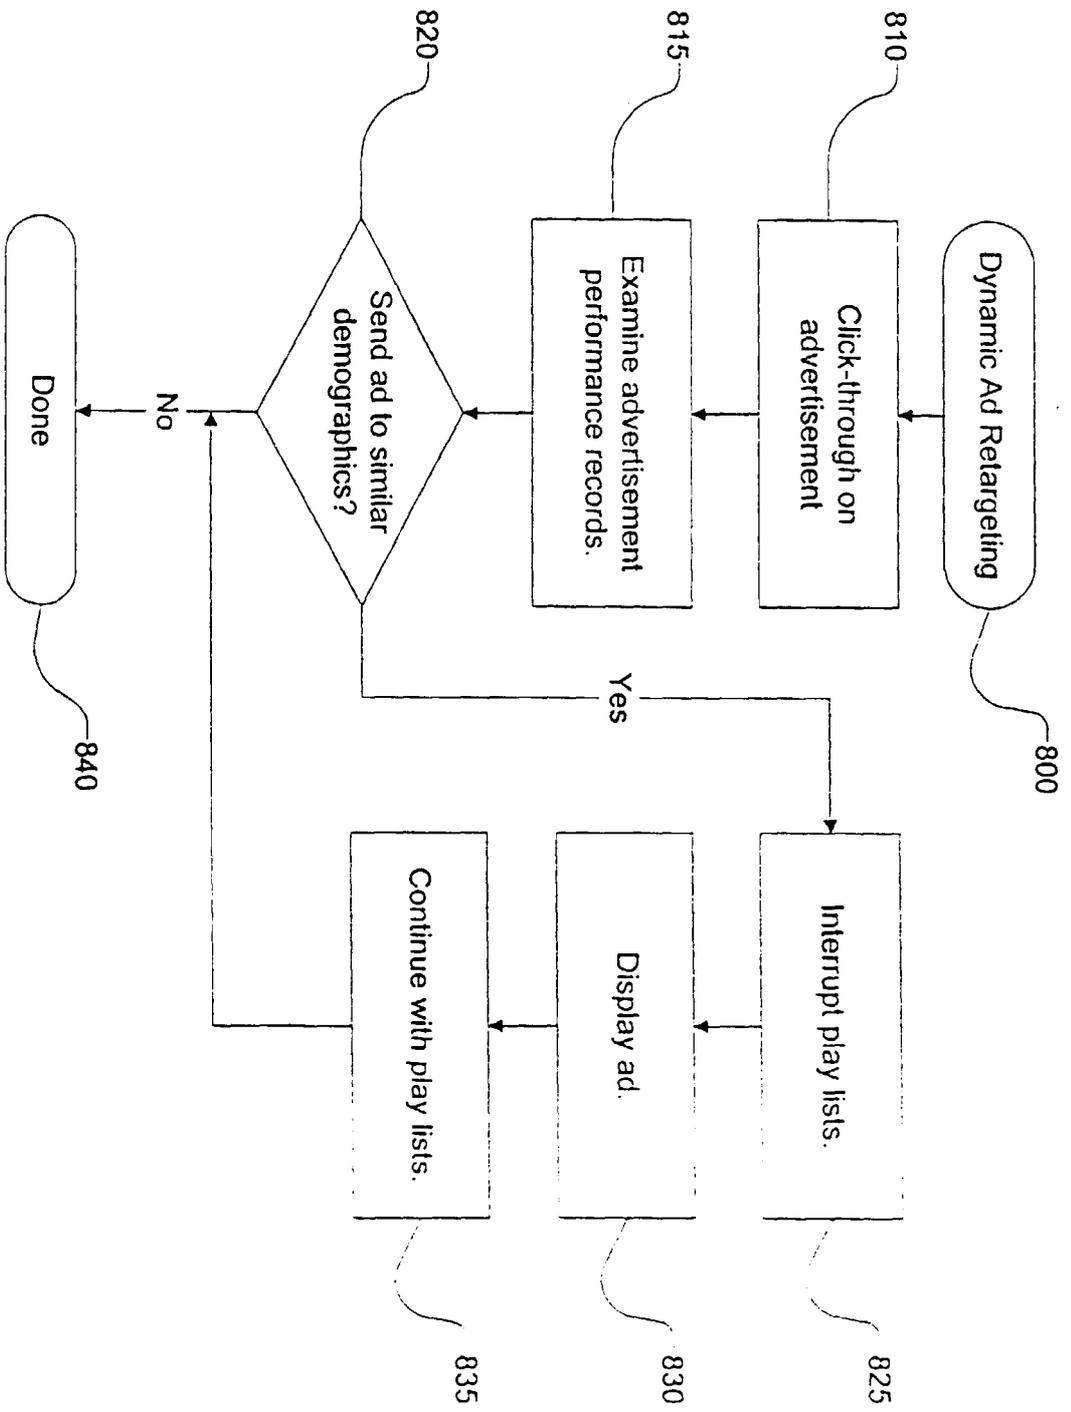 Dynamic Ad Retargeting
800
810
Click-through on
advertisement
815
Examine advertisement
performance records.
820
Send ad to similar
demographics?
Yes
No
Done
840
Interrupt play lists.
825
Display ad.
830
Continue with play lists.
835